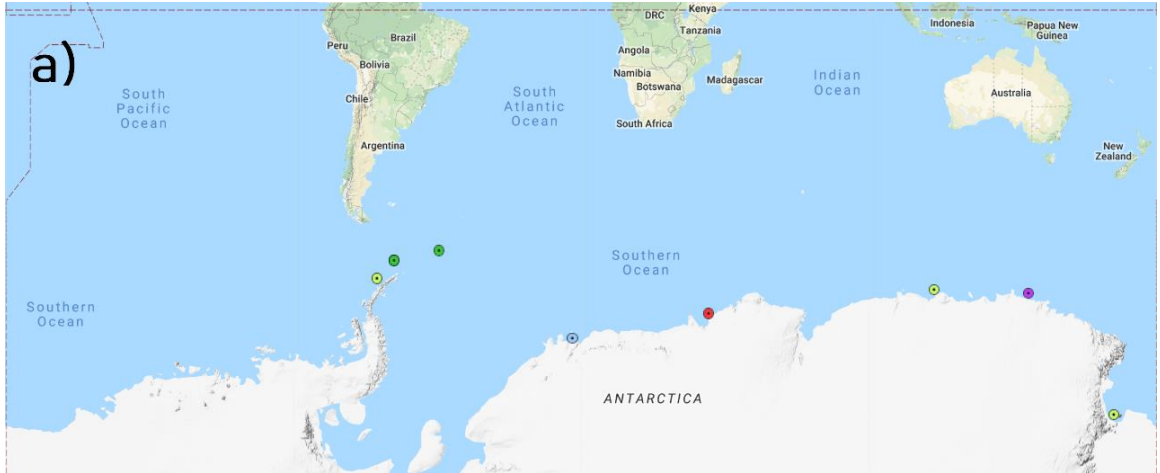 a)
Peru
Brazil
Bolivia
Chile
Argentina
South
Pacific
Ocean
South
Atlantic
Ocean
DRC
Kenya
Tanzania
Angola
Namibia
Botswana
Madagascar
South Africa
Indian
Ocean
Indonesia
Papua New
Guinea
Australia
New
Zealand
Southern
Ocean
Southern
Ocean
ANTARCTICA